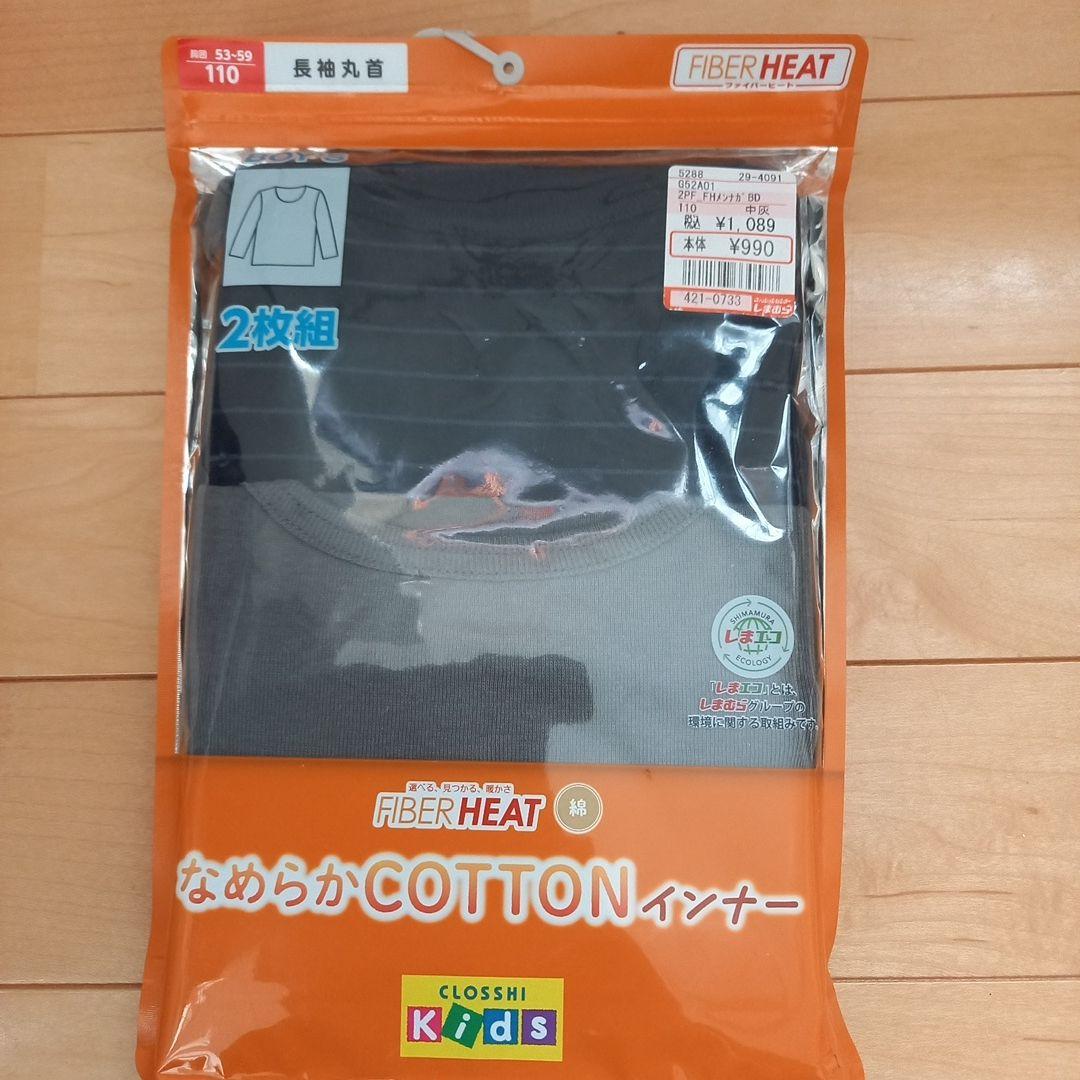 胸囲 53~59
110
長袖丸首
FIBER HEAT
ファイバーヒート
BOY'S
2枚組
5288 29-4091
G52A01
2PF_FHメンナガBD
110 中灰
税込 ¥1,089
本体 ¥990
421-0733
しまむら
SHIMAMURA
しまエコ
ECOLOGY
「しまエコ」とは、
しまむらグループの
環境に関する取組みです
選べる、見つかる、暖かさ
FIBER HEAT 綿
なめらかCOTTONインナー
CLOSSHI
Kids